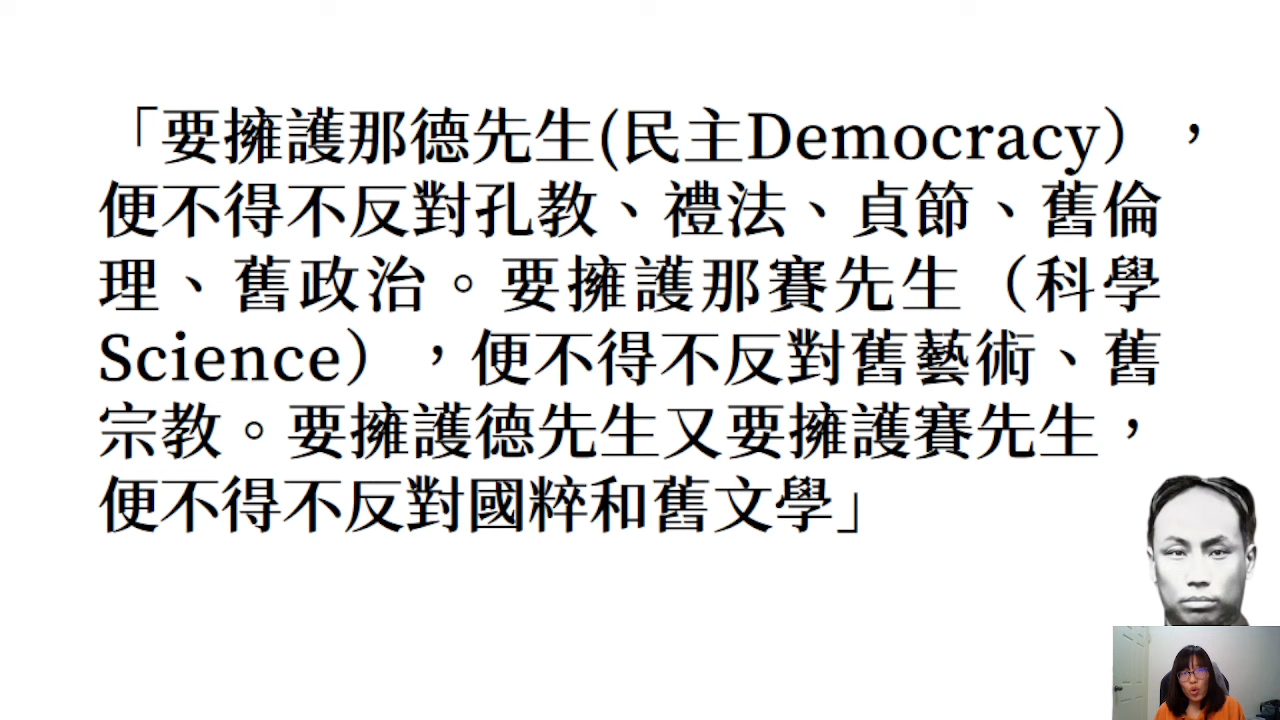 「要擁護那德先生(民主Democracy），
便不得不反對孔教、禮法、貞節、舊倫
理、舊政治。要擁護那賽先生（科學
Science），便不得不反對舊藝術、舊
宗教。要擁護德先生又要擁護賽先生，
便不得不反對國粹和舊文學」